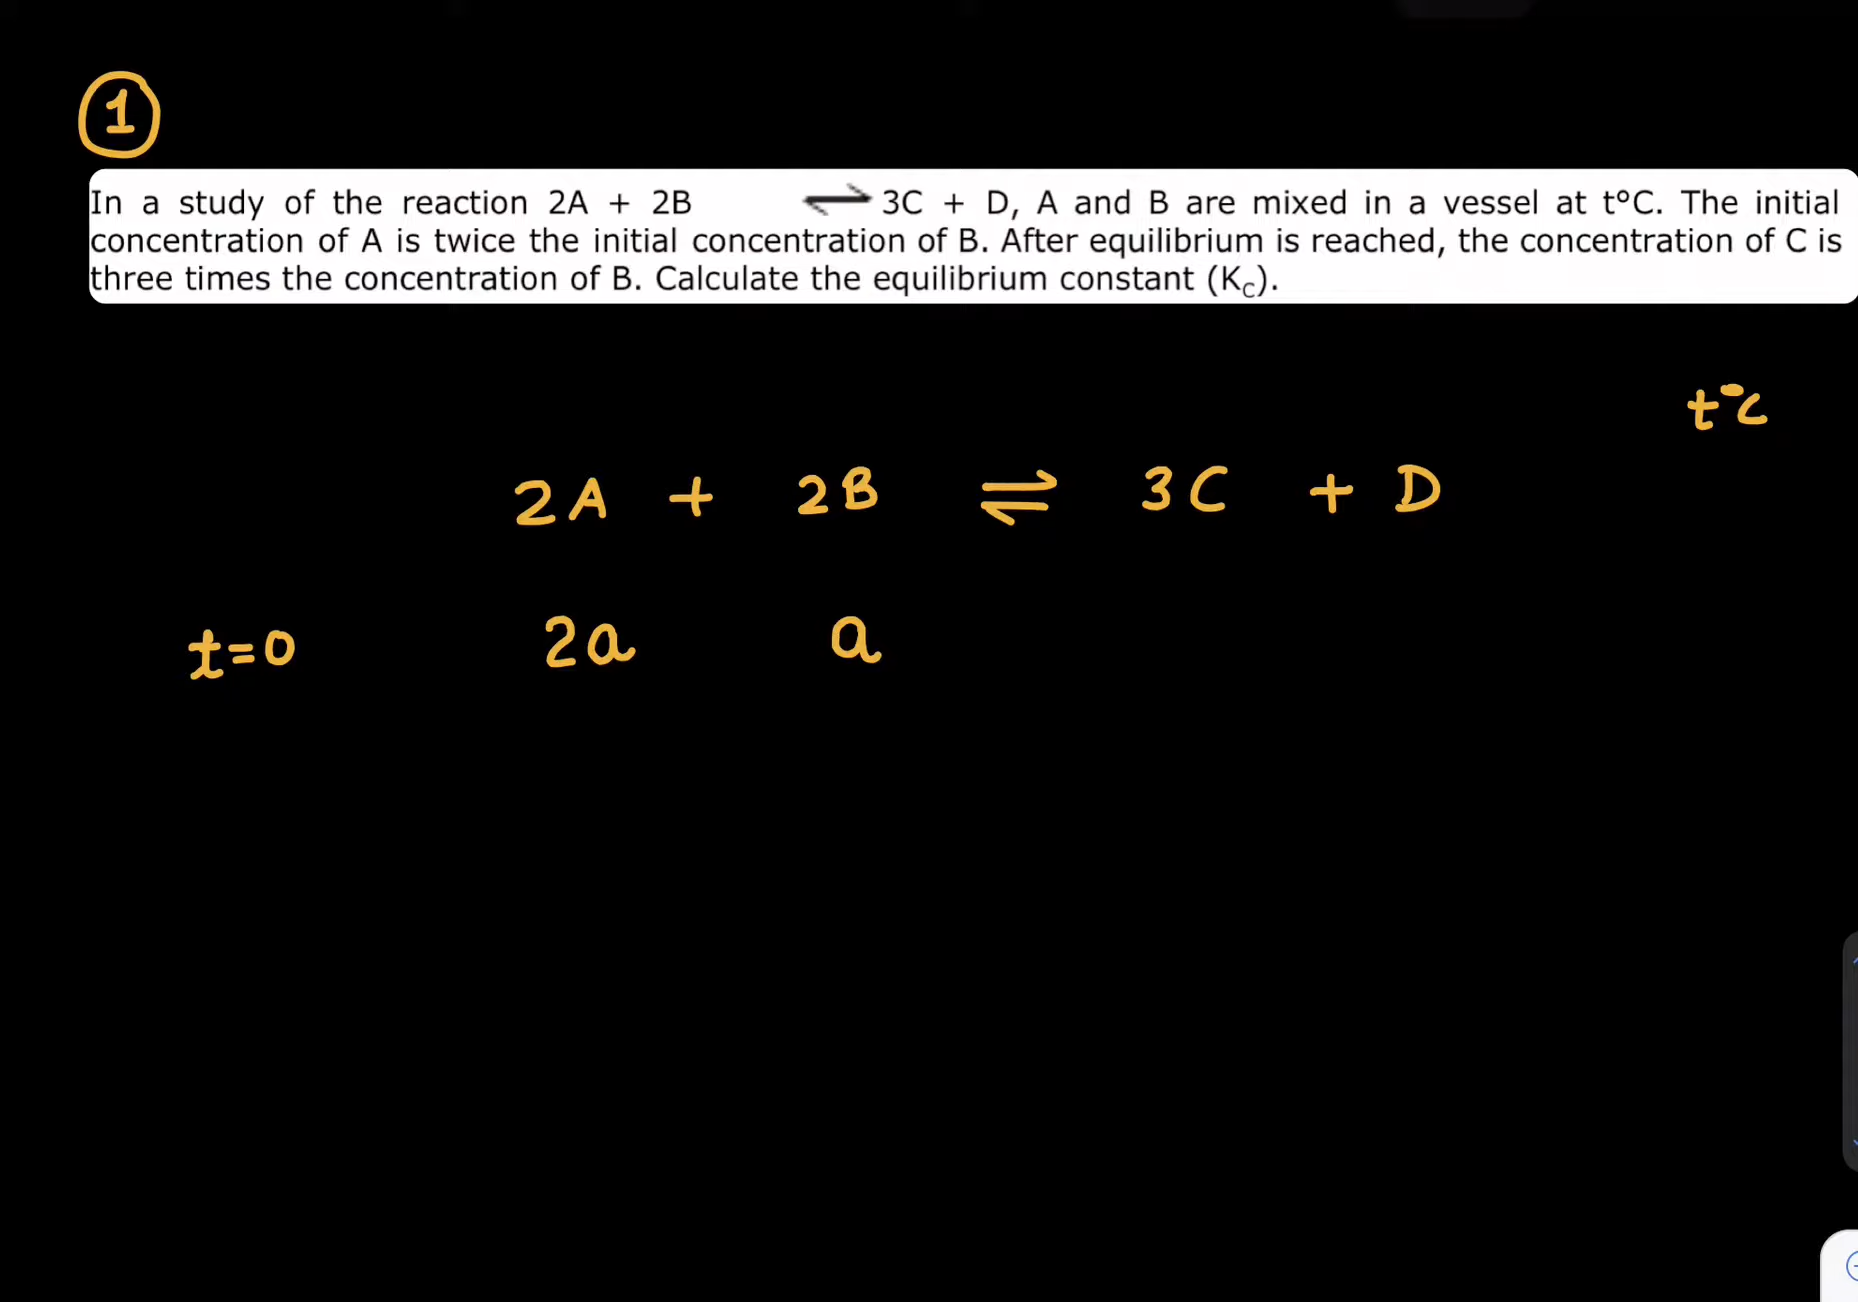 1
In a study of the reaction 2A + 2B ⇌ 3C + D, A and B are mixed in a vessel at t°C. The initial
concentration of A is twice the initial concentration of B. After equilibrium is reached, the concentration of C is
three times the concentration of B. Calculate the equilibrium constant (K_C).
t°C
2A + 2B ⇌ 3C + D
t=0 2a a